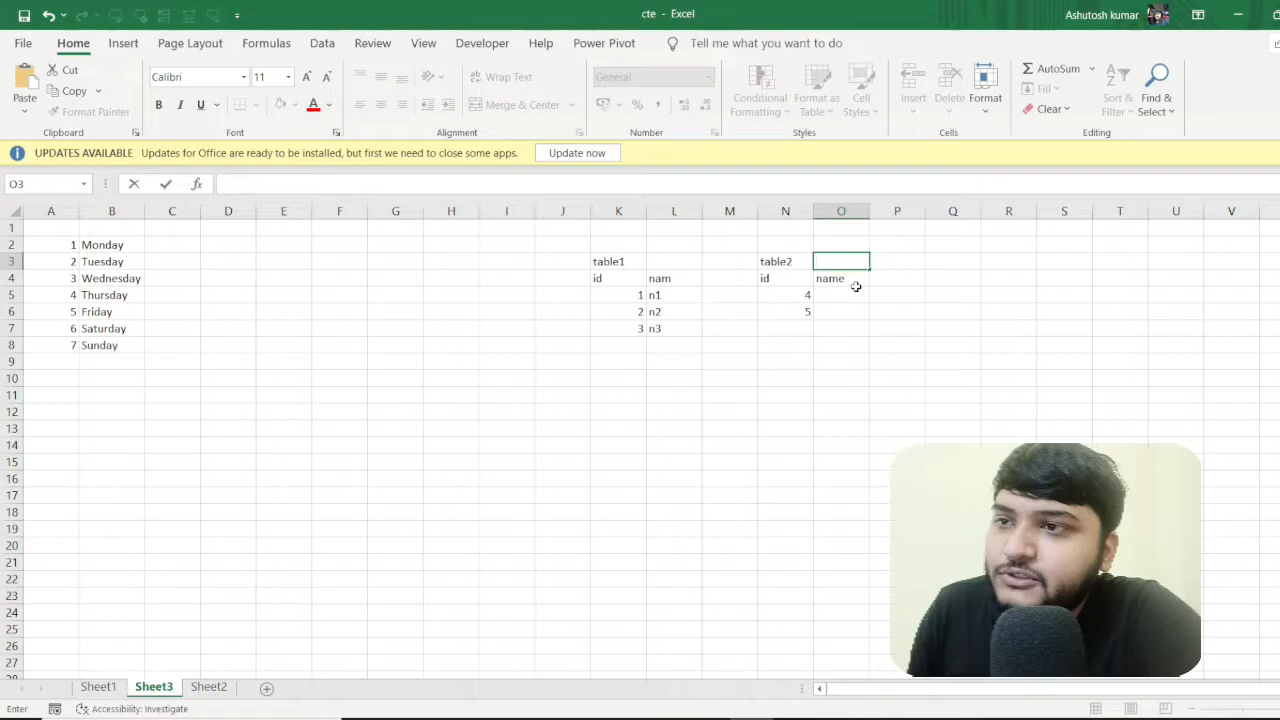 cte - Excel
Ashutosh kumar
File Home Insert Page Layout Formulas Data Review View Developer Help Power Pivot Tell me what you want to do
Paste
Cut
Copy
Format Painter
Clipboard
Calibri 11
B I U
Font
Wrap Text
Merge & Center
Alignment
General
Number
Conditional Formatting
Format as Table
Cell Styles
Styles
Insert Delete Format
Cells
AutoSum
Fill
Clear
Sort & Filter
Find & Select
Editing
UPDATES AVAILABLE Updates for Office are ready to be installed, but first we need to close some apps. Update now
O3 fx
A B C D E F G H I J K L M N O P Q R S T U V
1
2 1 Monday
3 2 Tuesday table1 table2
4 3 Wednesday id nam id name
5 4 Thursday 1 n1 4
6 5 Friday 2 n2 5
7 6 Saturday 3 n3
8 7 Sunday
9
10
11
12
13
14
15
16
17
18
19
20
21
22
23
24
25
26
27
Sheet1 Sheet3 Sheet2
Enter Accessibility: Investigate